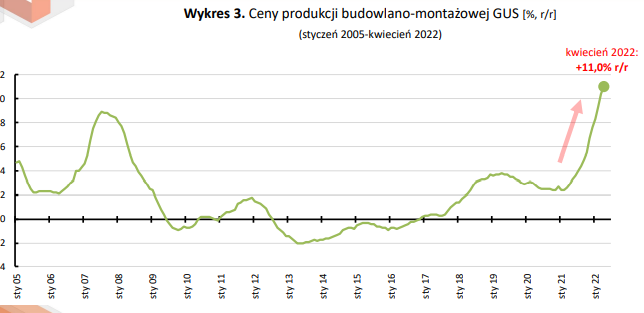 Wykres 3. Ceny produkcji budowlano-montażowej GUS [%, r/r]
(styczeń 2005-kwiecień 2022)
kwiecień 2022:
+11,0% r/r
2
0
8
6
4
2
0
2
4
sty 05
sty 06
sty 07
sty 08
sty 09
sty 10
sty 11
sty 12
sty 13
sty 14
sty 15
sty 16
sty 17
sty 18
sty 19
sty 20
sty 21
sty 22